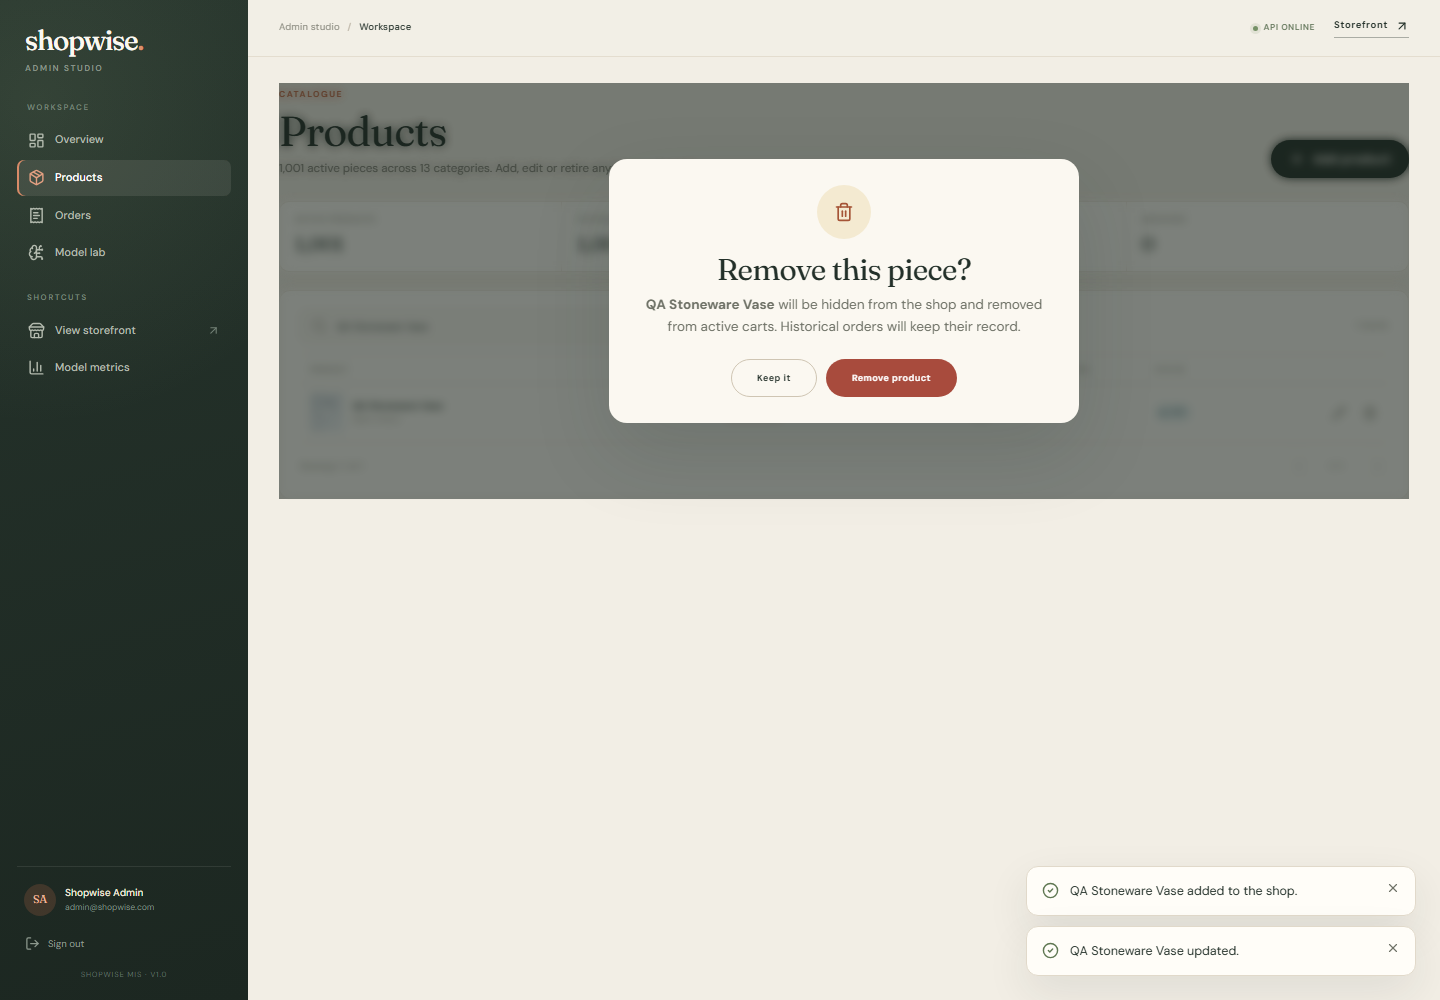 shopwise.
ADMIN STUDIO
WORKSPACE
Overview
Products
Orders
Model lab
SHORTCUTS
View storefront
Model metrics
SA
Shopwise Admin
admin@shopwise.com
Sign out
SHOPWISE MIS · V1.0
Admin studio / Workspace
API ONLINE
Storefront
CATALOGUE
Products
1,001 active pieces across 13 categories. Add, edit or retire any
Add product
Remove this piece?
QA Stoneware Vase will be hidden from the shop and removed
from active carts. Historical orders will keep their record.
Keep it
Remove product
QA Stoneware Vase added to the shop.
QA Stoneware Vase updated.